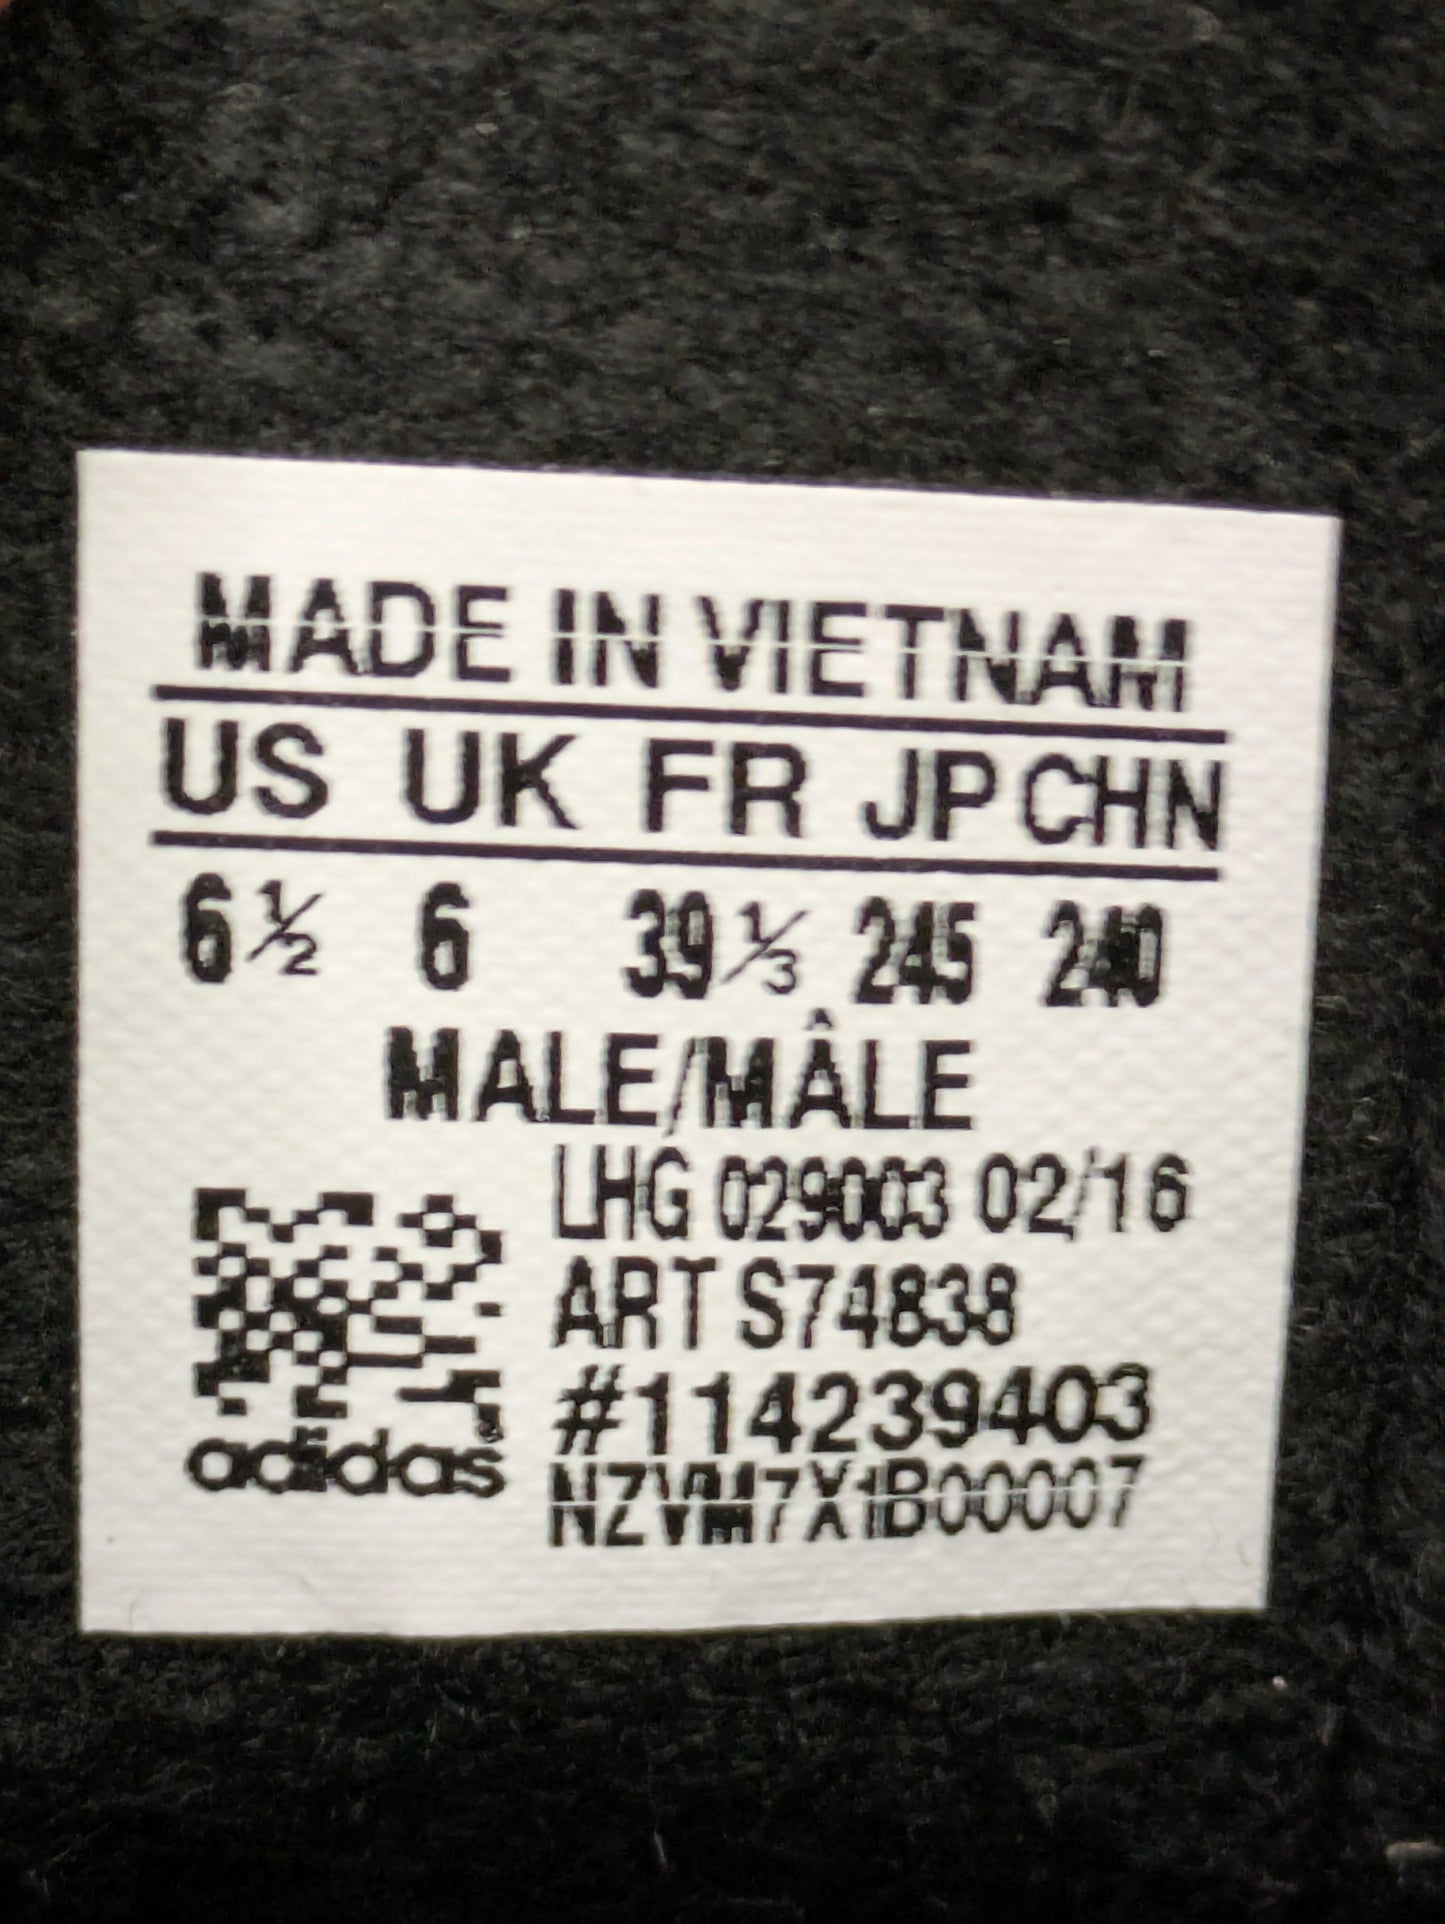 MADE IN VIETNAM
US UK FR JP CHN
6 ½ 6 39 ⅓ 245 240
MALE/MÂLE
LHG 029003 02/16
ART S74838
#114239403
NZVM7X1B00007
adidas®